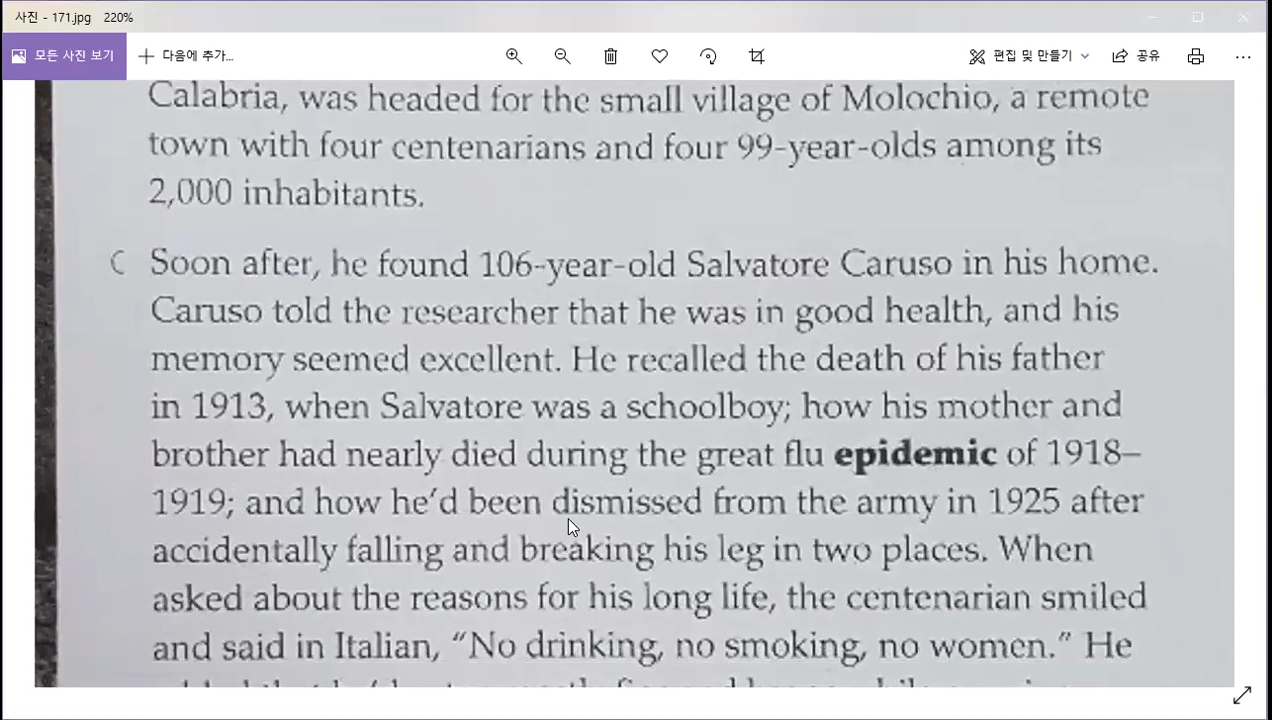 사진 - 171.jpg 220%
모든 사진 보기 다음에 추가... 편집 및 만들기 공유
Calabria, was headed for the small village of Molochio, a remote
town with four centenarians and four 99-year-olds among its
2,000 inhabitants.
C Soon after, he found 106-year-old Salvatore Caruso in his home.
Caruso told the researcher that he was in good health, and his
memory seemed excellent. He recalled the death of his father
in 1913, when Salvatore was a schoolboy; how his mother and
brother had nearly died during the great flu epidemic of 1918–
1919; and how he’d been dismissed from the army in 1925 after
accidentally falling and breaking his leg in two places. When
asked about the reasons for his long life, the centenarian smiled
and said in Italian, “No drinking, no smoking, no women.” He